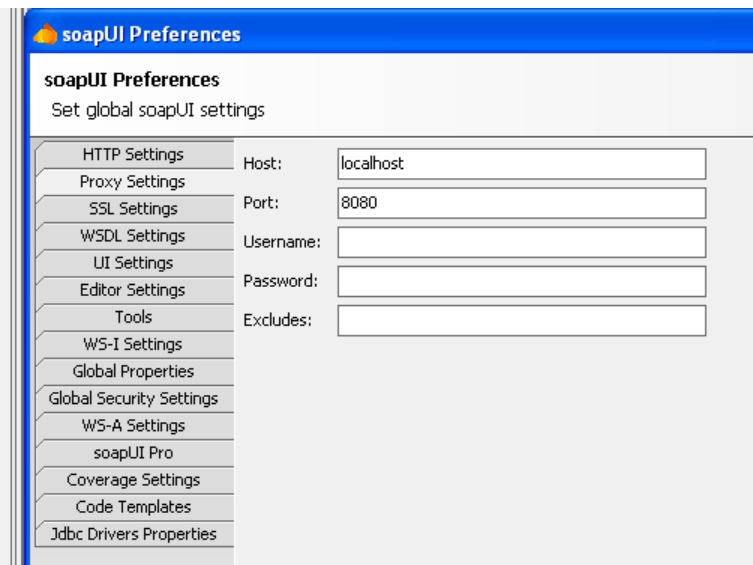 soapUI Preferences
soapUI Preferences
Set global soapUI settings
HTTP Settings
Proxy Settings
SSL Settings
WSDL Settings
UI Settings
Editor Settings
Tools
WS-I Settings
Global Properties
Global Security Settings
WS-A Settings
soapUI Pro
Coverage Settings
Code Templates
Jdbc Drivers Properties
Host: localhost
Port: 8080
Username:
Password:
Excludes: